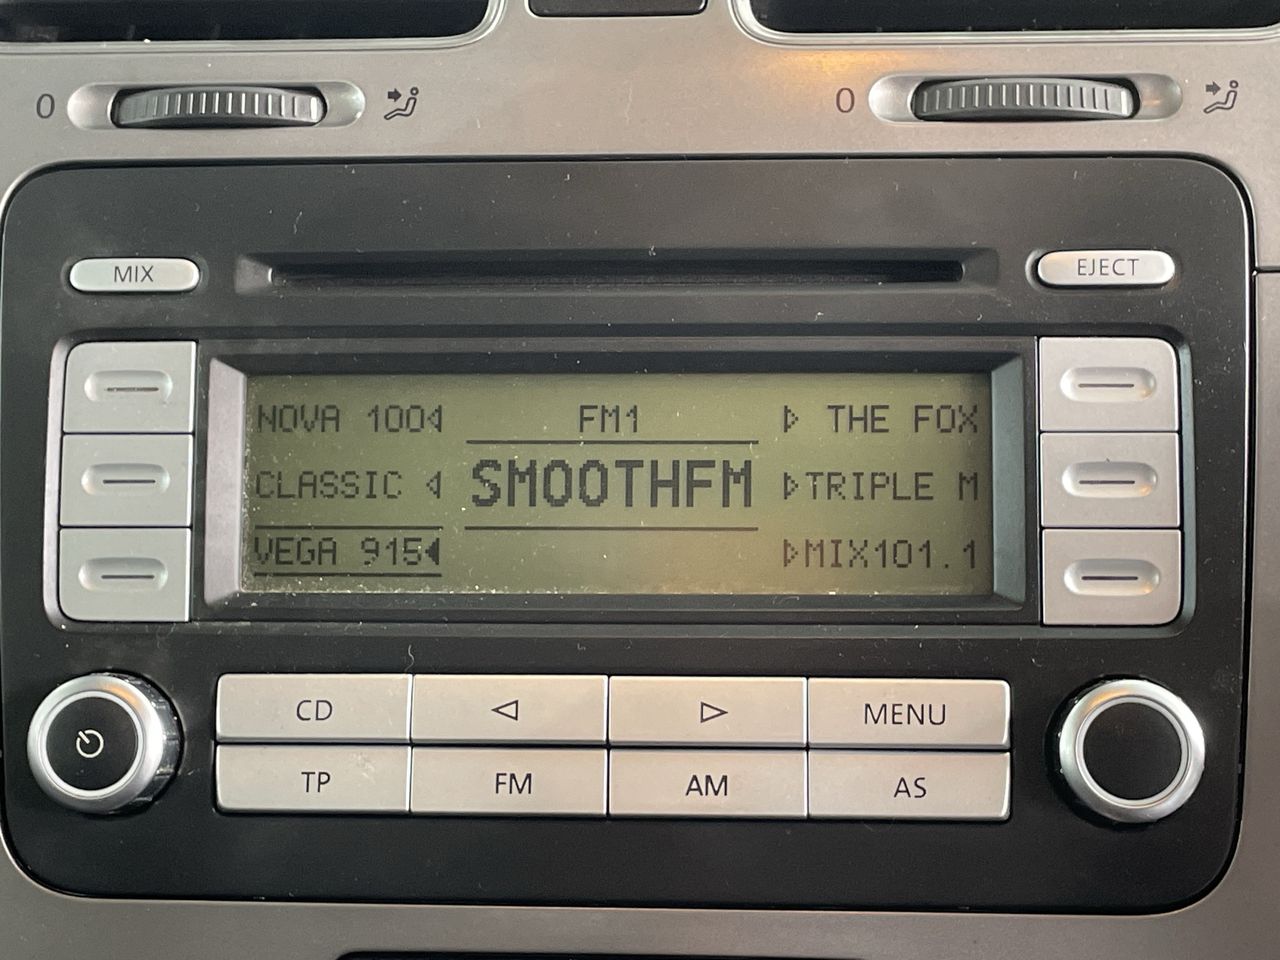 0 0
MIX EJECT
NOVA 100 FM1 THE FOX
CLASSIC SMOOTHFM TRIPLE M
VEGA 915 MIX101.1
CD MENU
TP FM AM AS